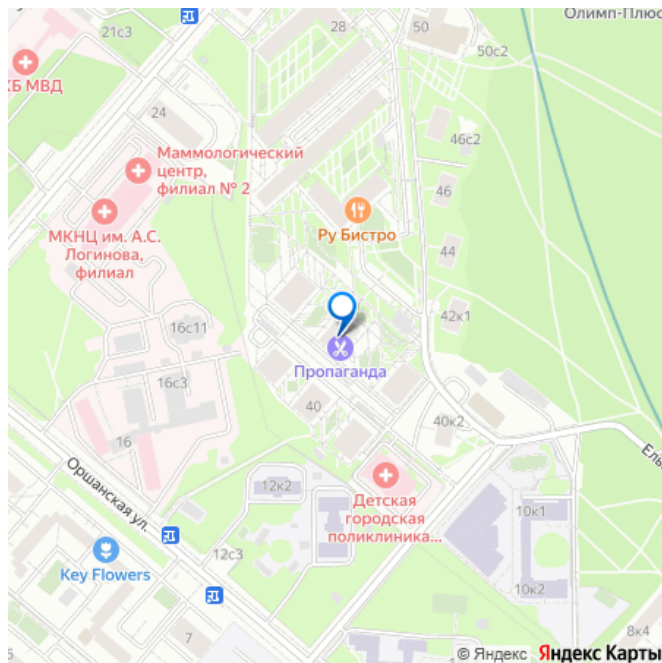 21с3
28
50
Олимп-Плюс
50с2
КБ МВД
24
46с2
Маммологический
центр,
филиал № 2
46
МКНЦ им. А.С.
Логинова,
филиал
Ру Бистро
44
42к1
16с11
Пропаганда
16с3
40
40к2
16
Оршанская ул.
12к2
Детская
городская
поликлиника...
10к1
12с3
Key Flowers
10к2
7
8к4
© Яндекс Яндекс Карты